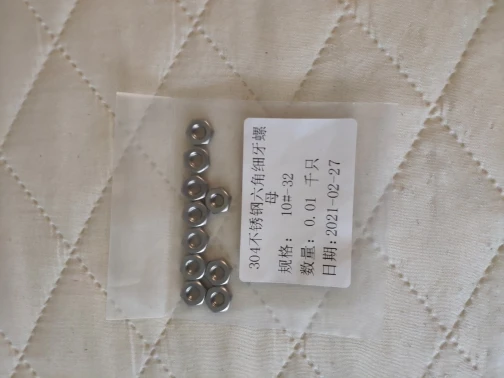 304不锈钢六角细牙螺
母
规格： 10#-32
数量：0.01 千只
日期:2021-02-27